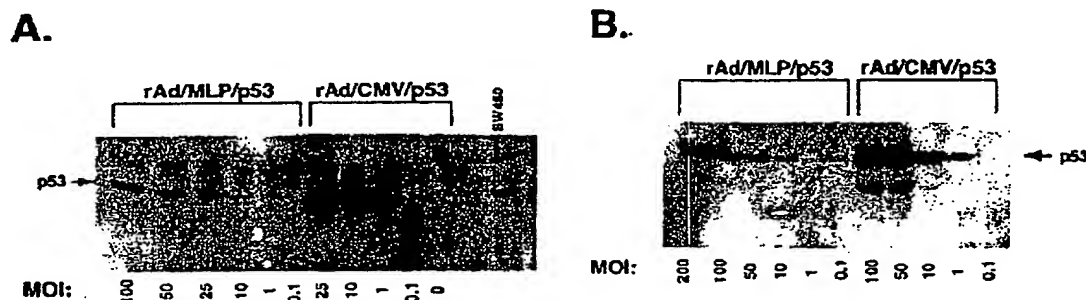 A.
rAd/MLP/p53
rAd/CMV/p53
SW480
p53
MOI: 100 50 25 10 1 0.1 25 10 1 0.1 0
B.
rAd/MLP/p53
rAd/CMV/p53
p53
MOI: 200 100 50 10 1 0.1 100 50 10 1 0.1